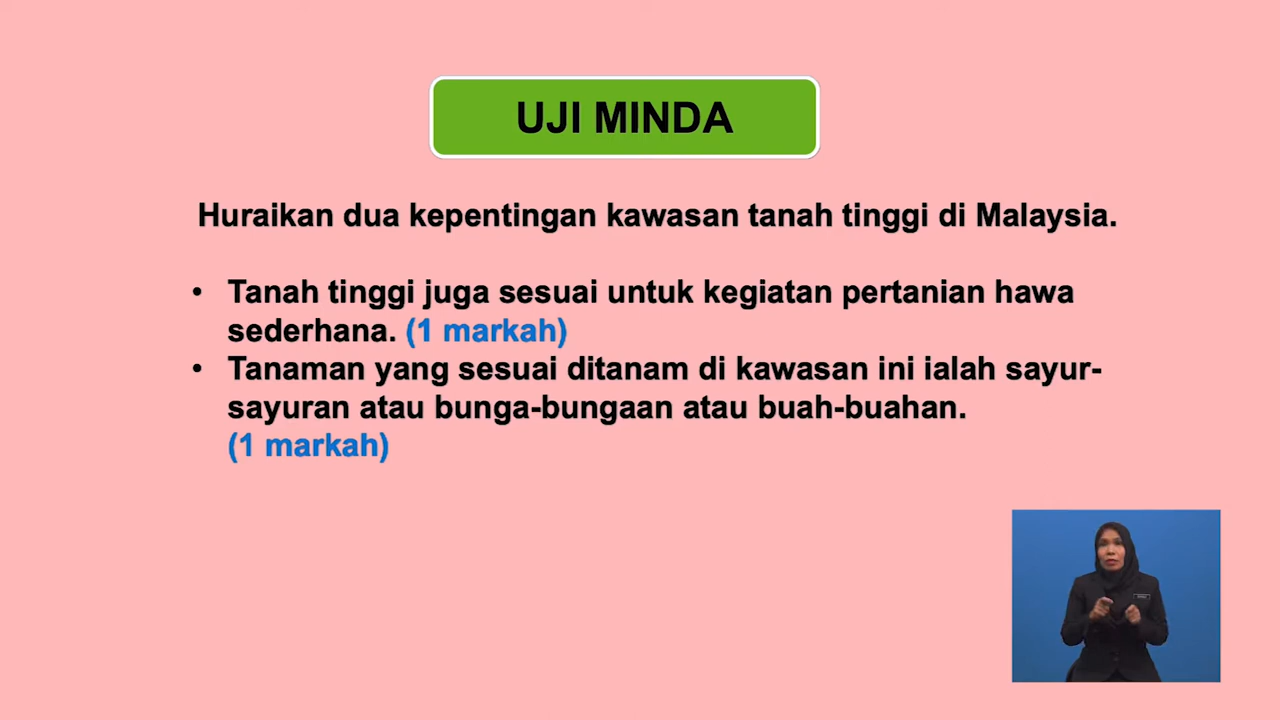 UJI MINDA
Huraikan dua kepentingan kawasan tanah tinggi di Malaysia.
• Tanah tinggi juga sesuai untuk kegiatan pertanian hawa
sederhana. (1 markah)
• Tanaman yang sesuai ditanam di kawasan ini ialah sayur-
sayuran atau bunga-bungaan atau buah-buahan.
(1 markah)